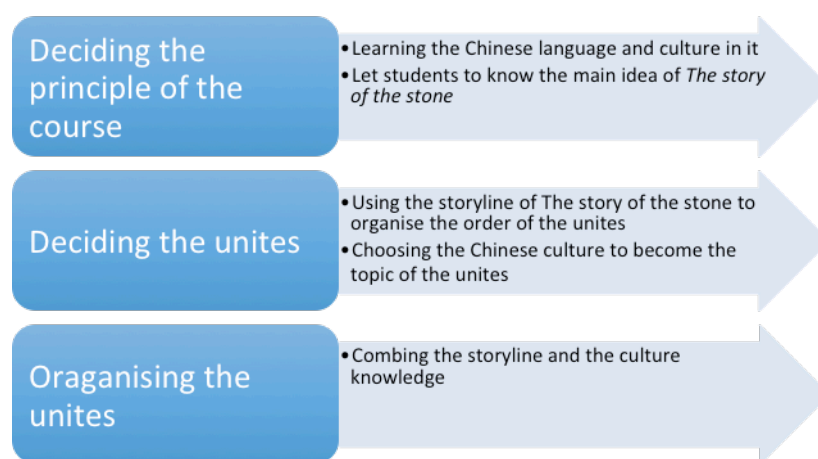 Deciding the
principle of the
course
•Learning the Chinese language and culture in it
•Let students to know the main idea of The story
of the stone
Deciding the unites
•Using the storyline of The story of the stone to
organise the order of the unites
•Choosing the Chinese culture to become the
topic of the unites
Oraganising the
unites
•Combing the storyline and the culture
knowledge